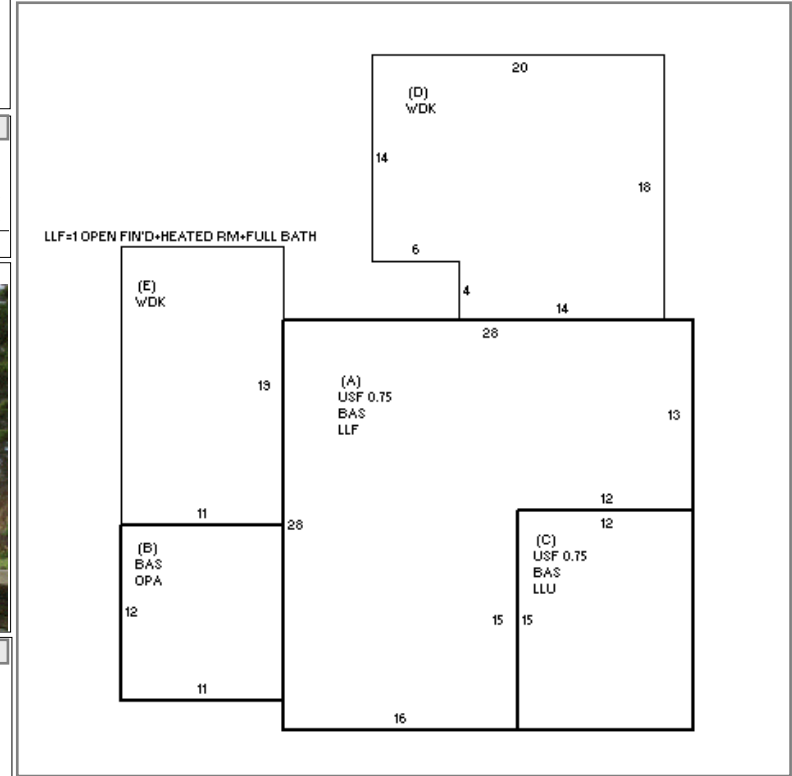 20
(D)
WDK
14
18
6
4
14
LLF=1 OPEN FIN'D+HEATED RM+FULL BATH
(E)
WDK
19
11
28
(A)
USF 0.75
BAS
LLF
13
28
12
12
(B)
BAS
OPA
12
11
(C)
USF 0.75
BAS
LLU
15
15
16